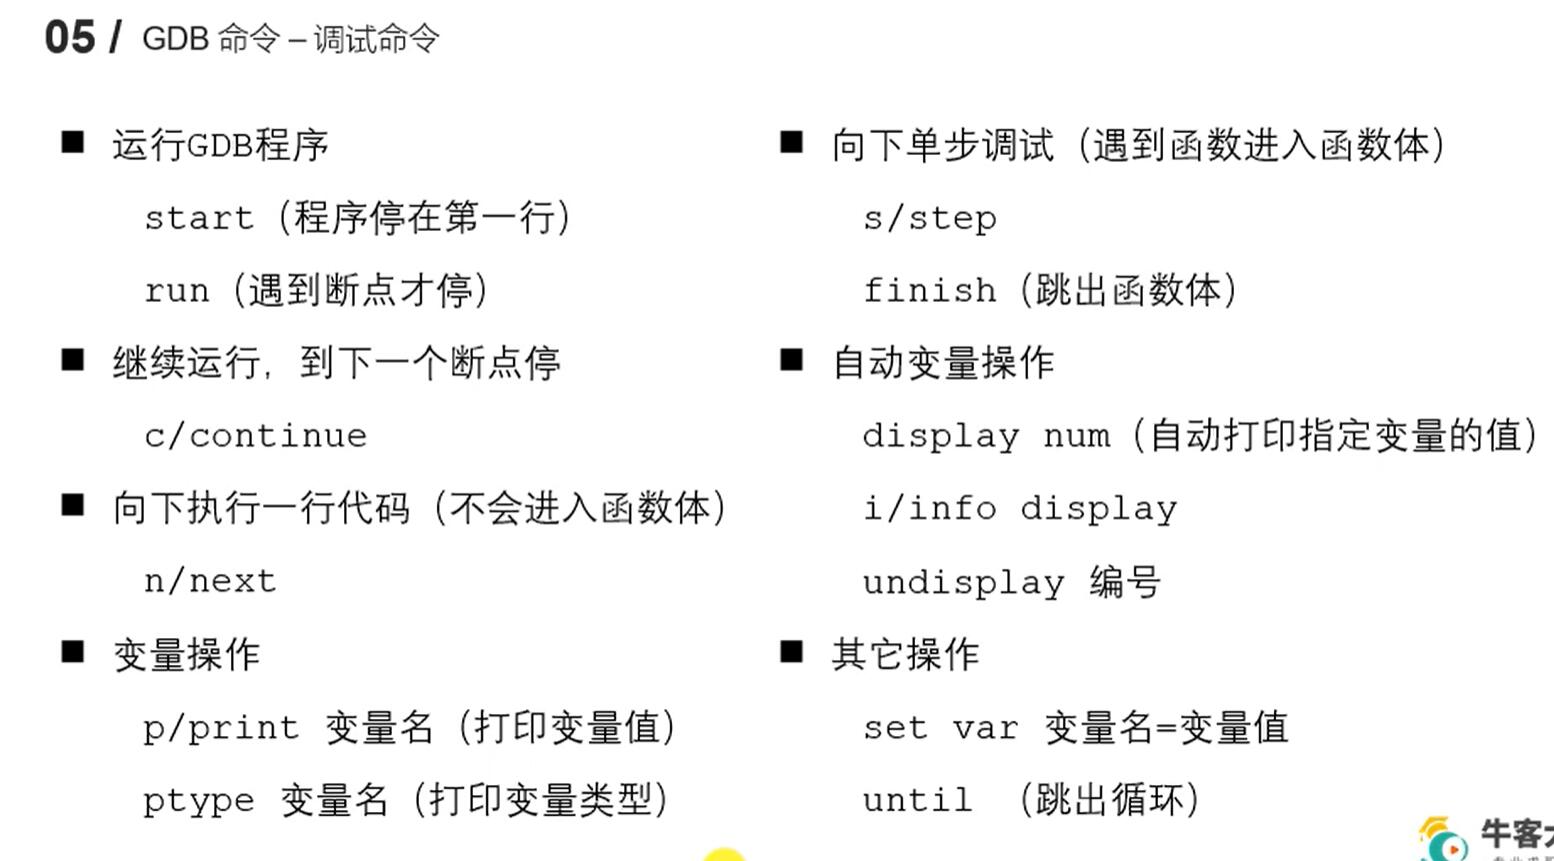 05 / GDB 命令 – 调试命令
■ 运行GDB程序
start（程序停在第一行）
run（遇到断点才停）
■ 继续运行，到下一个断点停
c/continue
■ 向下执行一行代码（不会进入函数体）
n/next
■ 变量操作
p/print 变量名（打印变量值）
ptype 变量名（打印变量类型）
■ 向下单步调试（遇到函数进入函数体）
s/step
finish（跳出函数体）
■ 自动变量操作
display num（自动打印指定变量的值）
i/info display
undisplay 编号
■ 其它操作
set var 变量名=变量值
until （跳出循环）
牛客